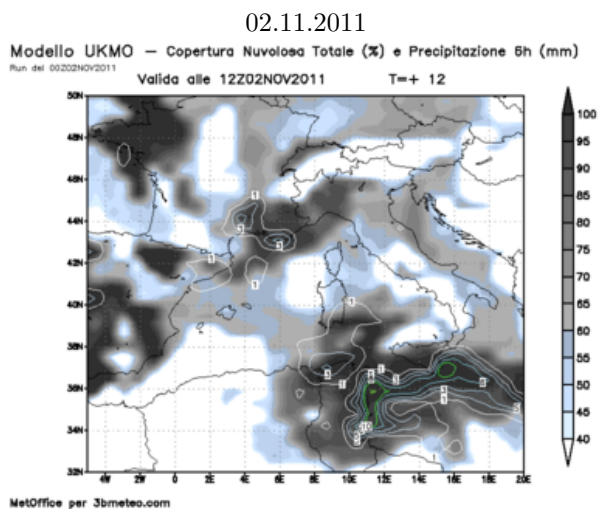 02.11.2011
Modello UKMO — Copertura Nuvolosa Totale (%) e Precipitazione 6h (mm)
Run del 00Z02NOV2011
Valida alle 12Z02NOV2011 T=+ 12
50N
48N
46N
44N
42N
40N
38N
36N
34N
32N
4W 2W 0 2E 4E 6E 8E 10E 12E 14E 16E 18E 20E
100
95
90
85
80
75
70
65
60
55
50
45
40
MetOffice per 3bmeteo.com